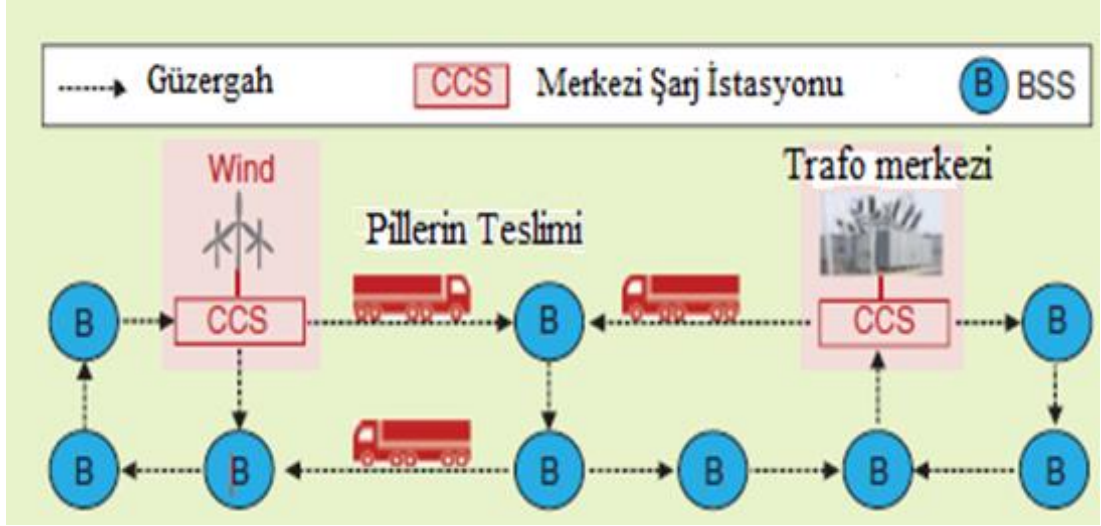 Güzergah CCS Merkezi Şarj İstasyonu B BSS
Wind
Trafo merkezi
Pillerin Teslimi
B CCS B CCS B
B B B B B B